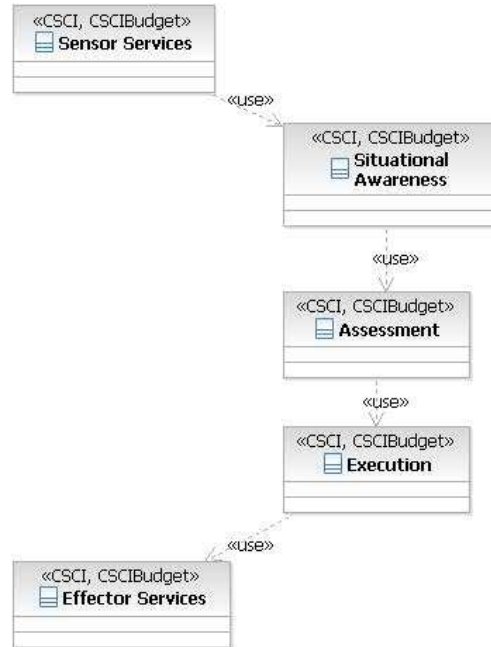 «CSCI, CSCIBudget»
Sensor Services
«use»
«CSCI, CSCIBudget»
Situational
Awareness
«use»
«CSCI, CSCIBudget»
Assessment
«use»
«CSCI, CSCIBudget»
Execution
«use»
«CSCI, CSCIBudget»
Effector Services